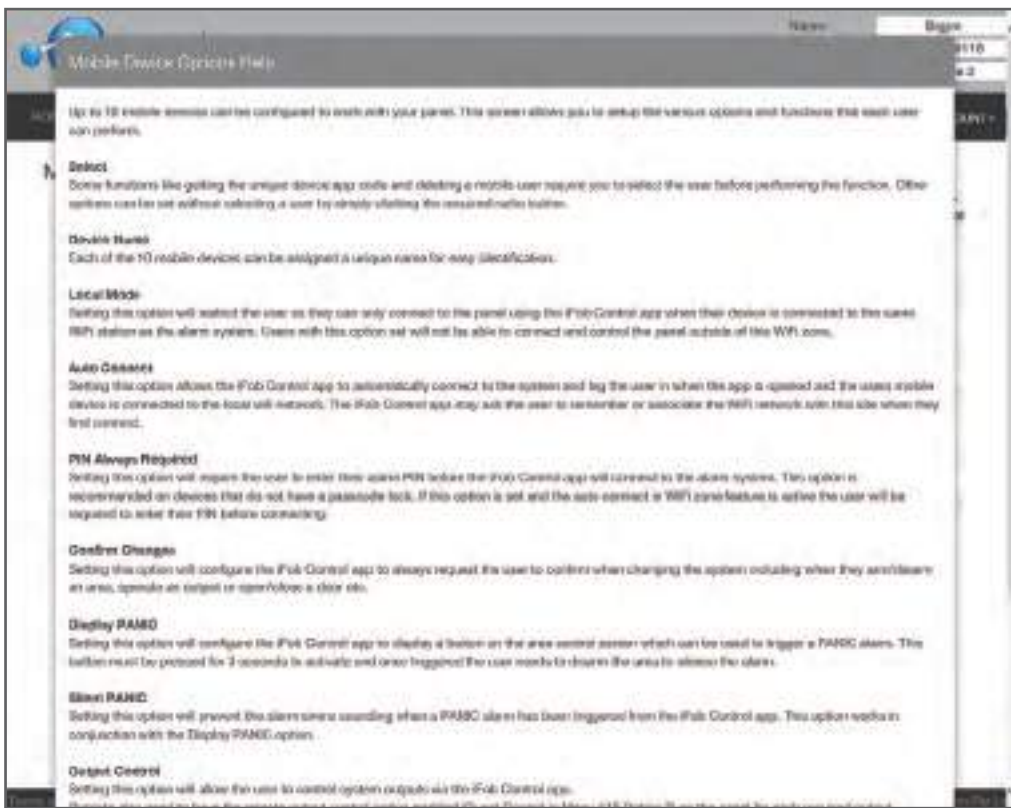 Name:
Bogon
Mobile Device Options Help
Up to 10 mobile devices can be configured to work with your panel. This screen allows you to setup the various options and functions that each user
can perform.
Select
Some functions like getting the unique device app code and deleting a mobile user require you to select the user before performing the function. Other
options can be set without selecting a user by simply clicking the required radio button.
Device Name
Each of the 10 mobile devices can be assigned a unique name for easy identification.
Local Mode
Setting this option will restrict the user so they can only connect to the panel using the iFob Control app when their device is connected to the same
WiFi station as the alarm system. Users with this option set will not be able to connect and control the panel outside of this WiFi zone.
Auto Connect
Setting this option allows the iFob Control app to automatically connect to the system and log the user in when the app is opened and the users mobile
device is connected to the local wifi network. The iFob Control app may ask the user to remember or associate the WiFi network with this site when they
first connect.
PIN Always Required
Setting this option will require the user to enter their alarm PIN before the iFob Control app will connect to the alarm system. This option is
recommended on devices that do not have a passcode lock. If this option is set and the auto connect in WiFi zone feature is active the user will be
required to enter their PIN before connecting.
Confirm Changes
Setting this option will configure the iFob Control app to always request the user to confirm when changing the system including when they arm/disarm
an area, operate an output or open/close a door etc.
Display PANIC
Setting this option will configure the iFob Control app to display a button on the area control screen which can be used to trigger a PANIC alarm. This
button must be pressed for 3 seconds to activate and once triggered the user needs to disarm the area to silence the alarm.
Silent PANIC
Setting this option will prevent the alarm sirens sounding when a PANIC alarm has been triggered from the iFob Control app. This option works in
conjunction with the Display PANIC option.
Output Control
Setting this option will allow the user to control system outputs via the iFob Control app.